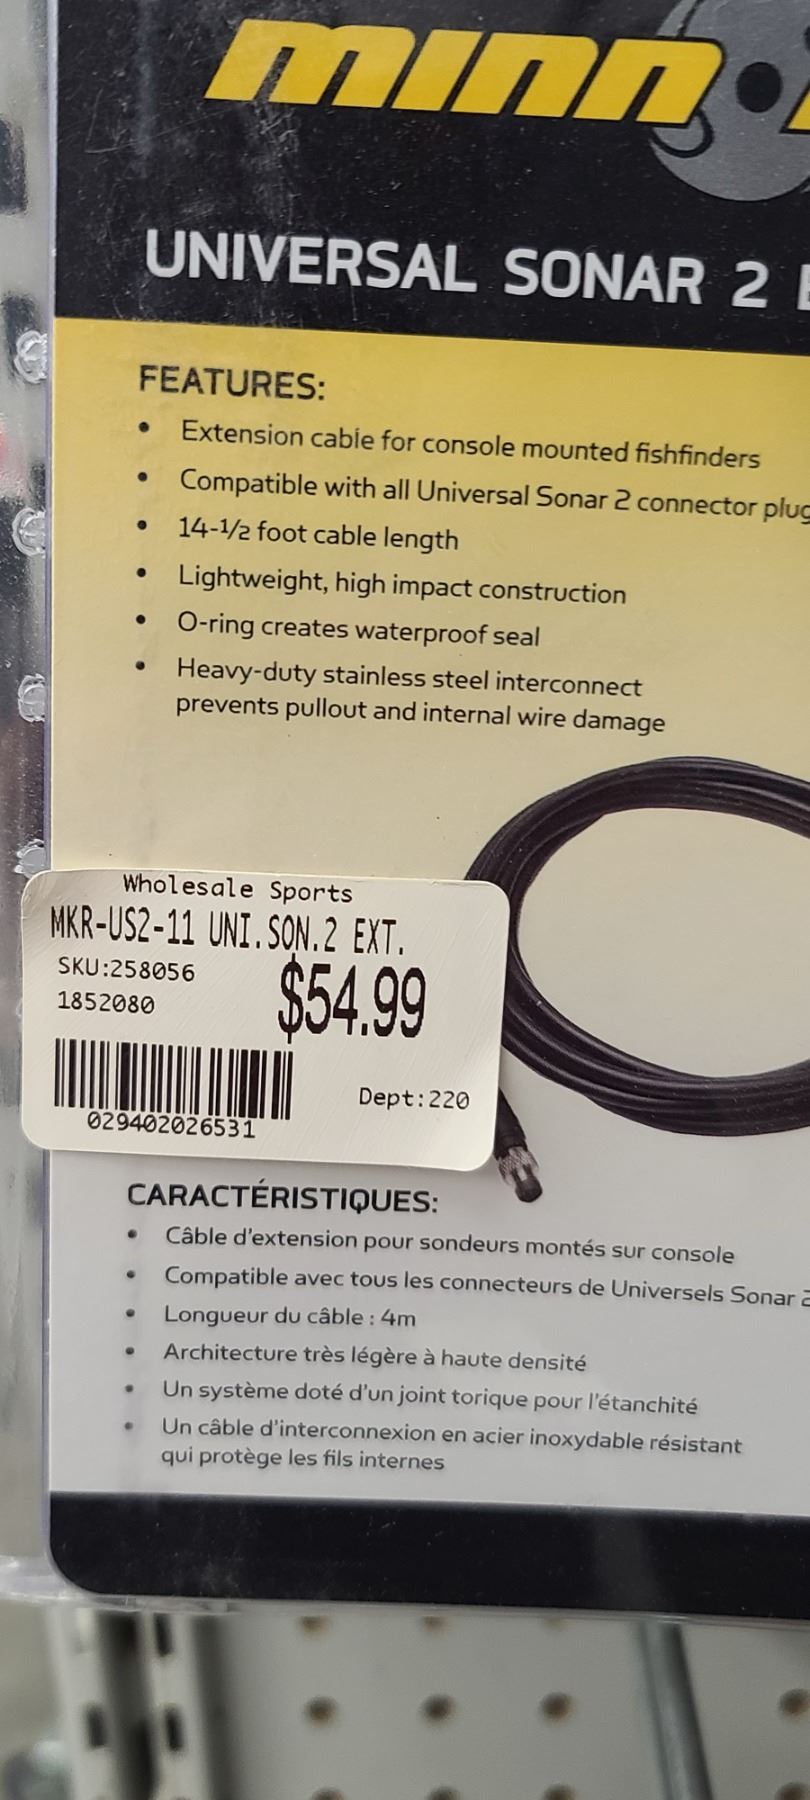 minn
UNIVERSAL SONAR 2
FEATURES:
• Extension cable for console mounted fishfinders
• Compatible with all Universal Sonar 2 connector plug
• 14-1/2 foot cable length
• Lightweight, high impact construction
• O-ring creates waterproof seal
• Heavy-duty stainless steel interconnect
prevents pullout and internal wire damage
Wholesale Sports
MKR-US2-11 UNI.SON.2 EXT.
SKU:258056
1852080
$54.99
Dept:220
029402026531
CARACTÉRISTIQUES:
• Câble d'extension pour sondeurs montés sur console
• Compatible avec tous les connecteurs de Universels Sonar 2
• Longueur du câble : 4m
• Architecture très légère à haute densité
• Un système doté d'un joint torique pour l'étanchité
• Un câble d'interconnexion en acier inoxydable résistant
qui protège les fils internes